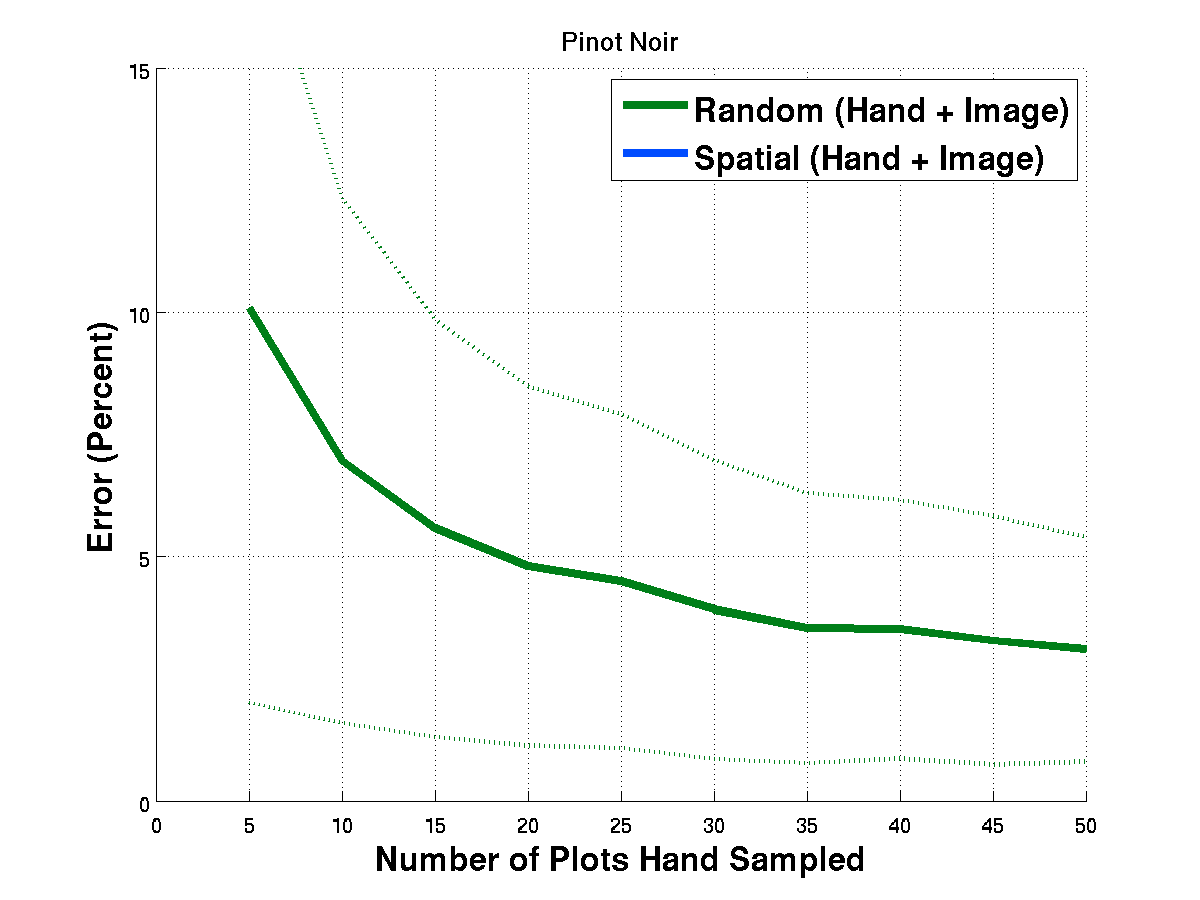 Pinot Noir
Random (Hand + Image)
Spatial (Hand + Image)
15
10
5
0
Error (Percent)
0 5 10 15 20 25 30 35 40 45 50
Number of Plots Hand Sampled